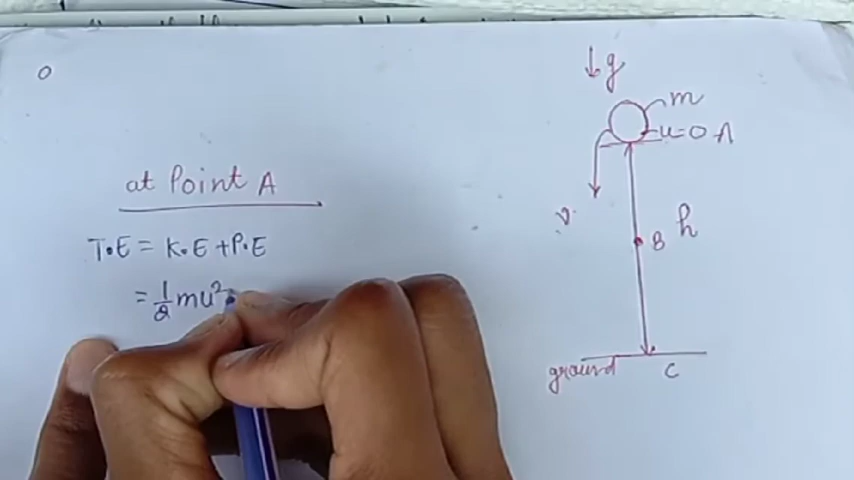 at Point A
T.E = K.E + P.E
= 1/2 mu²
g
m
u=0 A
v
B h
ground C